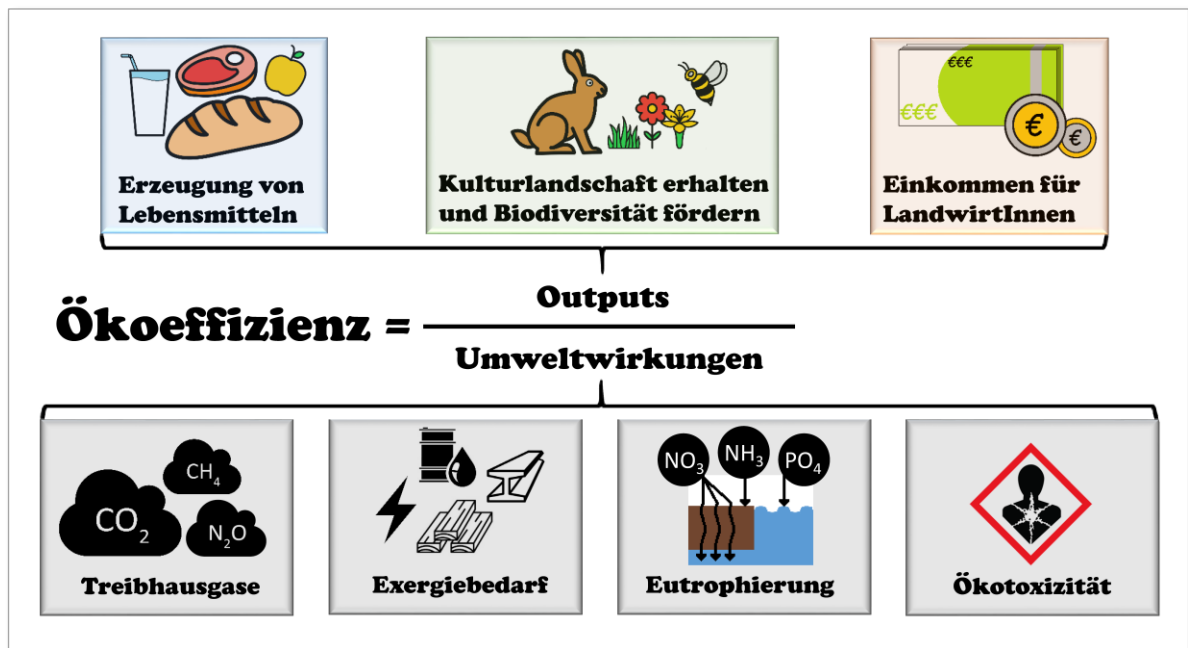 €€€
€€€
€
€
Erzeugung von
Lebensmitteln
Kulturlandschaft erhalten
und Biodiversität fördern
Einkommen für
LandwirtInnen
Ökoeffizienz =
Outputs
Umweltwirkungen
CO₂
CH₄
N₂O
Treibhausgase
Exergiebedarf
NO₃
NH₃
PO₄
Eutrophierung
Ökotoxizität